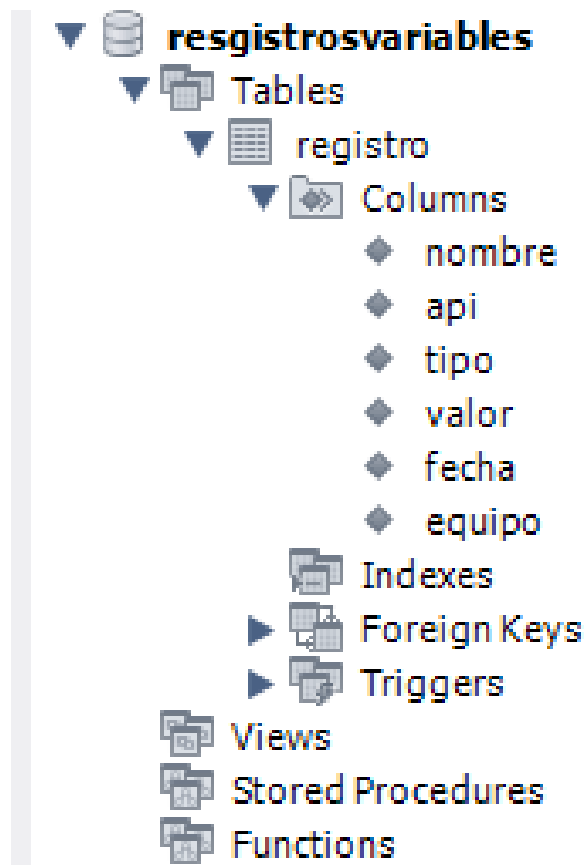 resgistrosvariables
Tables
registro
Columns
nombre
api
tipo
valor
fecha
equipo
Indexes
Foreign Keys
Triggers
Views
Stored Procedures
Functions